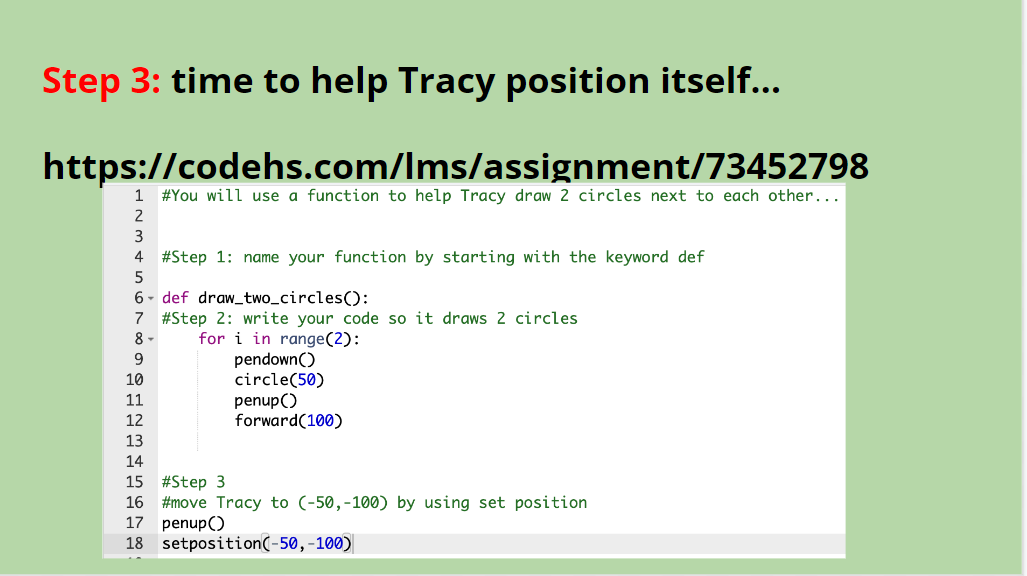 Step 3: time to help Tracy position itself...
https://codehs.com/lms/assignment/73452798
1 #You will use a function to help Tracy draw 2 circles next to each other...
2
3
4 #Step 1: name your function by starting with the keyword def
5
6 def draw_two_circles():
7 #Step 2: write your code so it draws 2 circles
8     for i in range(2):
9         pendown()
10         circle(50)
11         penup()
12         forward(100)
13
14
15 #Step 3
16 #move Tracy to (-50,-100) by using set position
17 penup()
18 setposition(-50,-100)